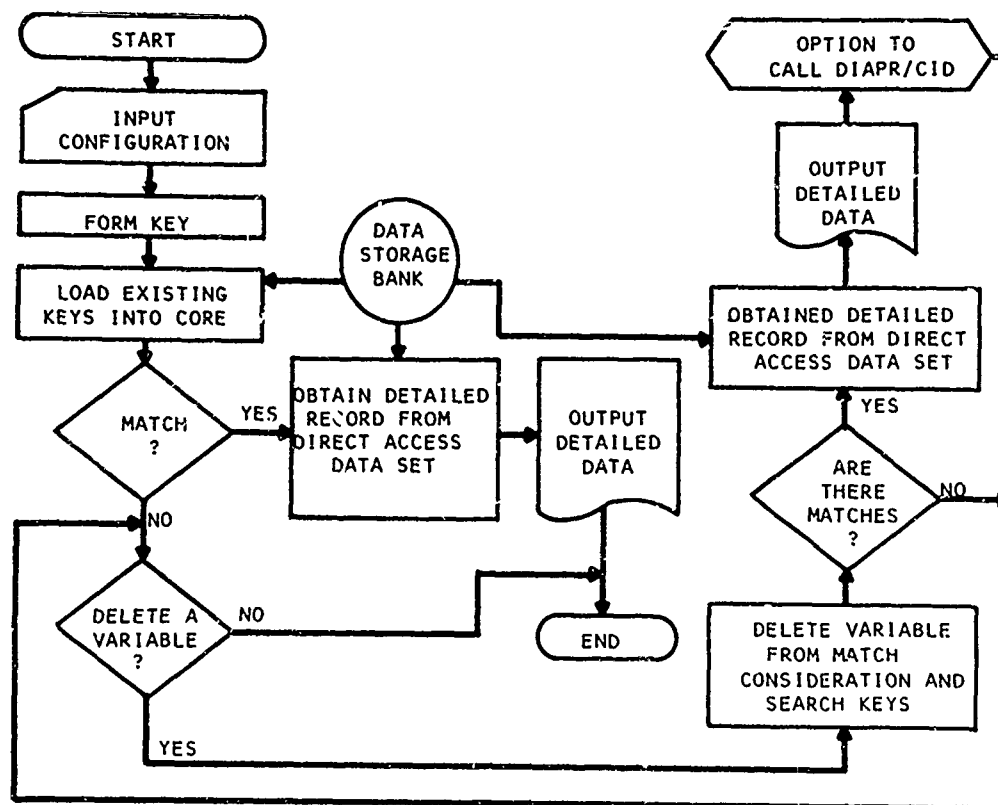 START
INPUT
CONFIGURATION
FORM KEY
LOAD EXISTING
KEYS INTO CORE
MATCH
?
YES
NO
DELETE A
VARIABLE
?
NO
YES
DATA
STORAGE
BANK
OBTAIN DETAILED
RECORD FROM
DIRECT ACCESS
DATA SET
OUTPUT
DETAILED
DATA
END
OPTION TO
CALL DIAPR/CID
OUTPUT
DETAILED
DATA
OBTAINED DETAILED
RECORD FROM DIRECT
ACCESS DATA SET
YES
ARE
THERE
MATCHES
?
NO
DELETE VARIABLE
FROM MATCH
CONSIDERATION AND
SEARCH KEYS